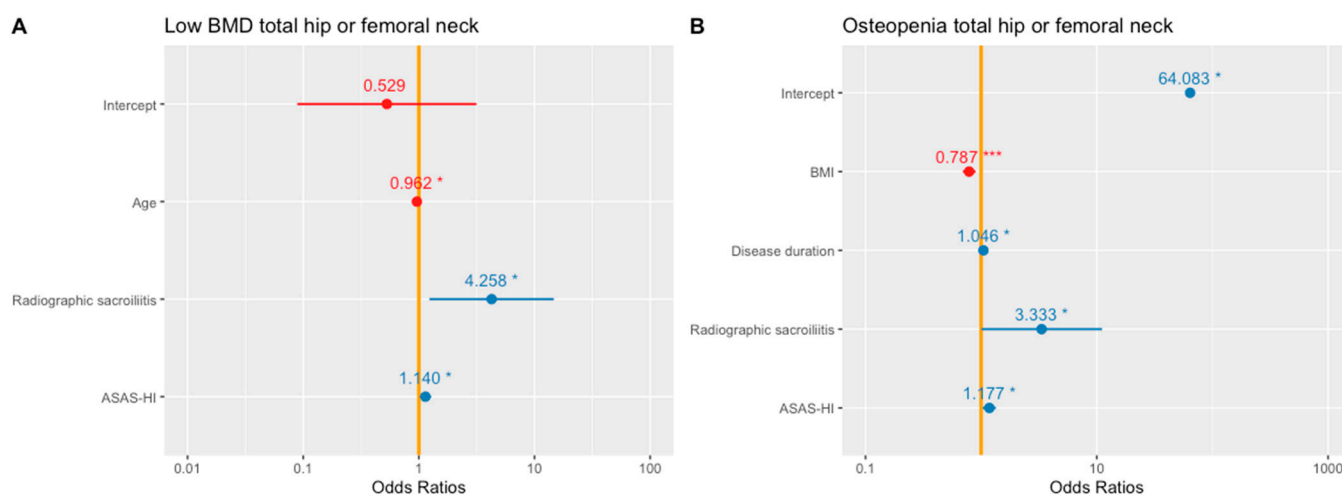 A
Low BMD total hip or femoral neck
Intercept
0.529
Age
0.962 *
Radiographic sacroiliitis
4.258 *
ASAS-HI
1.140 *
0.01
0.1
1
10
100
Odds Ratios
B
Osteopenia total hip or femoral neck
Intercept
64.083 *
BMI
0.787 ***
Disease duration
1.046 *
Radiographic sacroiliitis
3.333 *
ASAS-HI
1.177 *
0.1
10
1000
Odds Ratios